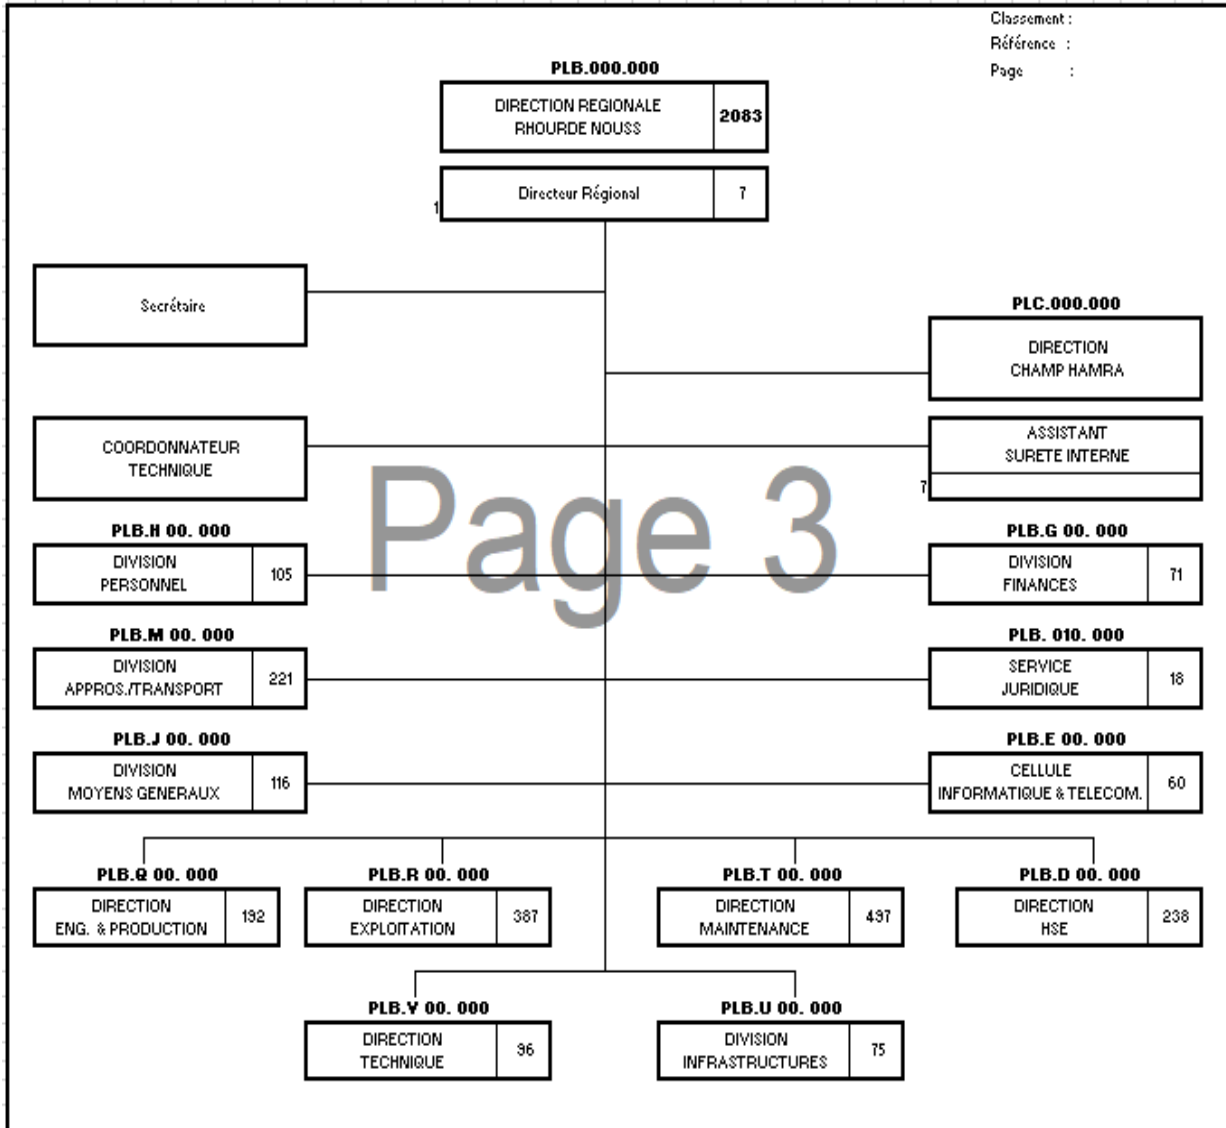 Classement :
Référence :
Page :
PLB.000.000
DIRECTION REGIONALE
RHOURDE NOUSS
2083
Directeur Régional
7
1
Secrétaire
PLC.000.000
DIRECTION
CHAMP HAMRA
COORDONNATEUR
TECHNIQUE
ASSISTANT
SURETE INTERNE
7
Page 3
PLB.H 00. 000
DIVISION
PERSONNEL
105
PLB.G 00. 000
DIVISION
FINANCES
71
PLB.M 00. 000
DIVISION
APPROS./TRANSPORT
221
PLB. 010. 000
SERVICE
JURIDIQUE
18
PLB.J 00. 000
DIVISION
MOYENS GENERAUX
116
PLB.E 00. 000
CELLULE
INFORMATIQUE & TELECOM.
60
PLB.Q 00. 000
DIRECTION
ENG. & PRODUCTION
192
PLB.R 00. 000
DIRECTION
EXPLOITATION
387
PLB.T 00. 000
DIRECTION
MAINTENANCE
497
PLB.D 00. 000
DIRECTION
HSE
238
PLB.V 00. 000
DIRECTION
TECHNIQUE
96
PLB.U 00. 000
DIVISION
INFRASTRUCTURES
75